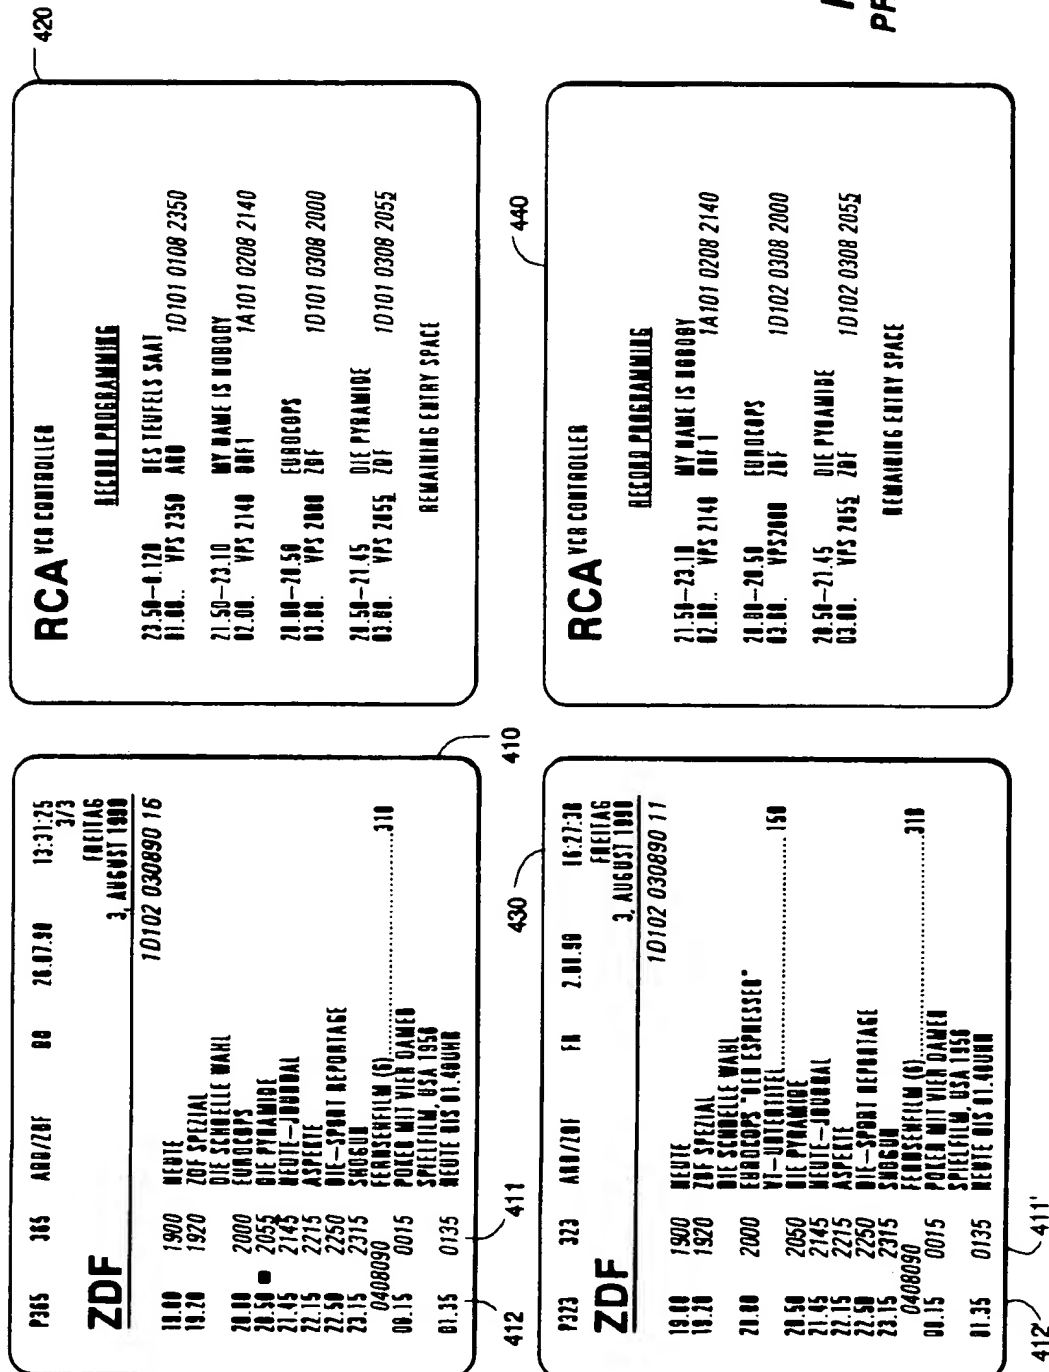 P365 365 ARD/ZDF 26.07.90 13:31:25
3/3
ZDF FREITAG
3. AUGUST 1990
1D102 030890 16
19.00 1900 HEUTE
19.20 1920 ZDF SPEZIAL
DIE SCHNELLE WAHL
20.00 2000 EUROCOPS
20.50 2055 DIE PYRAMIDE
21.45 2145 HEUTE-JOURNAL
22.15 2215 ASPEKTE
22.50 2250 DIE-SPORT REPORTAGE
23.15 2315 SHOGUN
0408090 FERNSEHFILM (6)..........310
00.15 0015 POKER MIT VIER DAMEN
SPIELFILM, USA 1956
01.35 0135 HEUTE BIS 01.40UHR
412
411
410
420
RCA VCR CONTROLLER
RECORD PROGRAMMING
23.50-0.120 DES TEUFELS SAAT
01.08.. VPS 2350 ARD 1D101 0108 2350
21.50-23.10 MY NAME IS NOBODY
02.08.. VPS 2140 ORF1 1A101 0208 2140
20.00-20.50 EUROCOPS
03.08. VPS 2000 ZDF 1D101 0308 2000
20.50-21.45 DIE PYRAMIDE
03.08. VPS 2055 ZDF 1D101 0308 2055
REMAINING ENTRY SPACE
430
P323 323 ARD/ZDF 2.08.90 16:27:38
ZDF FREITAG
3. AUGUST 1990
1D102 030890 11
19.00 1900 HEUTE
19.20 1920 ZDF SPEZIAL
DIE SCHNELLE WAHL
20.00 2000 EUROCOPS "DEN ESPRESSED"
VT-UNTERTITEL..........150
20.50 2050 DIE PYRAMIDE
21.45 2145 HEUTE-JOURNAL
22.15 2215 ASPEKTE
22.50 2250 DIE-SPORT REPORTAGE
23.15 2315 SHOGUN
0408090 FERNSEHFILM (6)..........310
00.15 0015 POKER MIT VIER DAMEN
SPIELFILM, USA 1956
01.35 0135 HEUTE BIS 01.40UHR
412'
411'
440
RCA VCR CONTROLLER
RECORD PROGRAMMING
21.50-23.10 MY NAME IS NOBODY
02.08.. VPS 2140 ORF 1 1A101 0208 2140
20.00-20.50 EUROCOPS
03.08. VPS2000 ZDF 1D102 0308 2000
20.50-21.45 DIE PYRAMIDE
03.08. VPS 2055 ZDF 1D102 0308 2055
REMAINING ENTRY SPACE